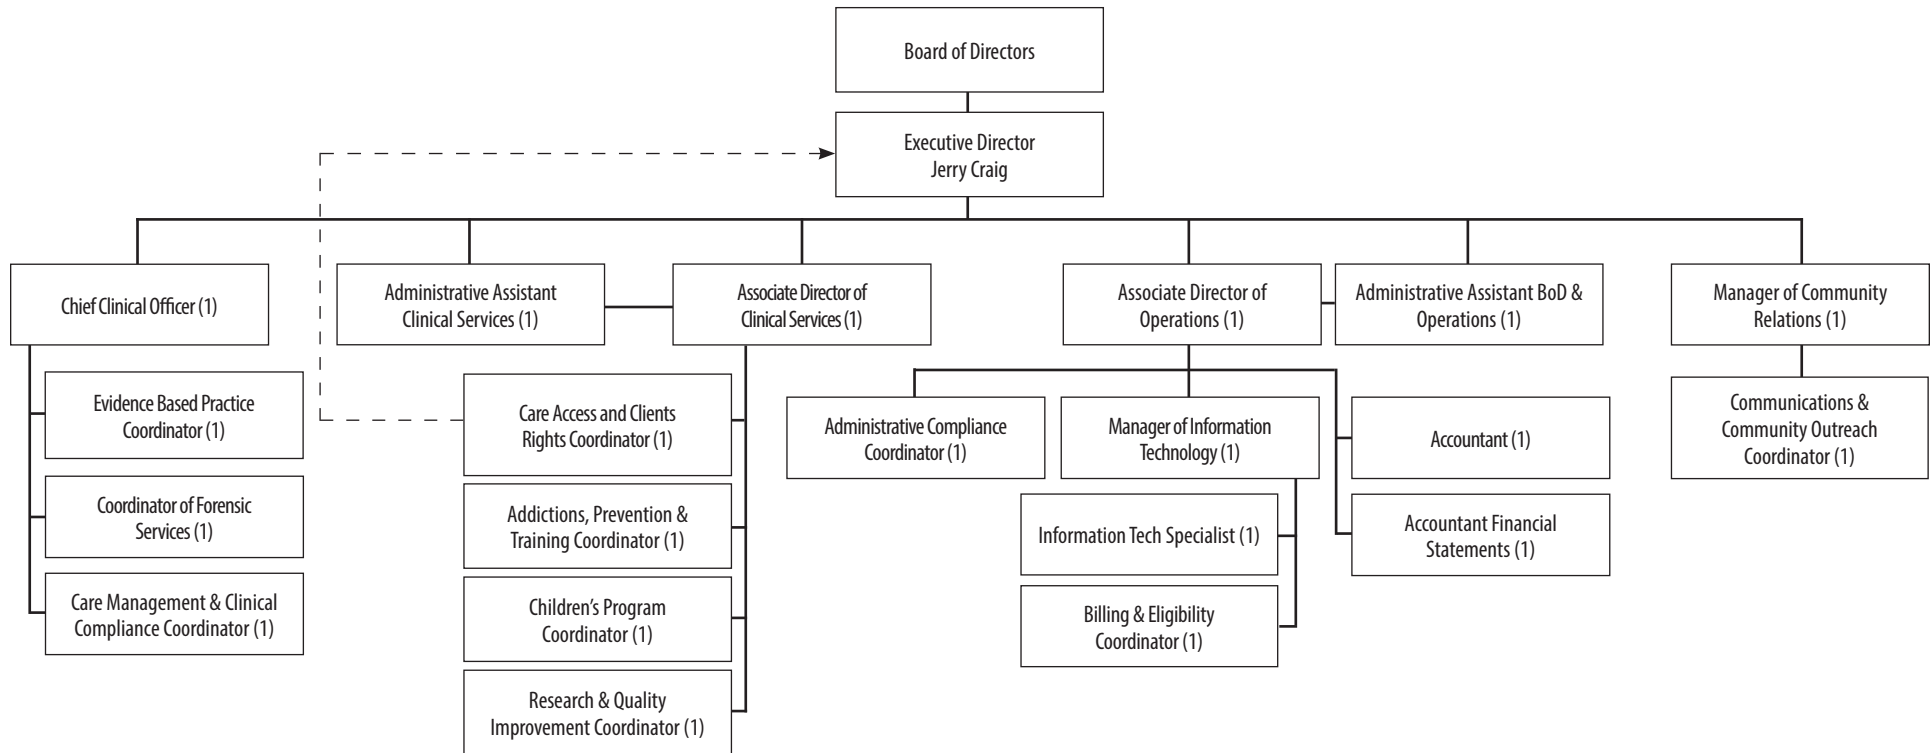 Board of Directors
Executive Director
Jerry Craig
Chief Clinical Officer (1)
Administrative Assistant
Clinical Services (1)
Associate Director of
Clinical Services (1)
Associate Director of
Operations (1)
Administrative Assistant BoD &
Operations (1)
Manager of Community
Relations (1)
Evidence Based Practice
Coordinator (1)
Coordinator of Forensic
Services (1)
Care Management & Clinical
Compliance Coordinator (1)
Care Access and Clients
Rights Coordinator (1)
Addictions, Prevention &
Training Coordinator (1)
Children’s Program
Coordinator (1)
Research & Quality
Improvement Coordinator (1)
Administrative Compliance
Coordinator (1)
Manager of Information
Technology (1)
Information Tech Specialist (1)
Billing & Eligibility
Coordinator (1)
Accountant (1)
Accountant Financial
Statements (1)
Communications &
Community Outreach
Coordinator (1)